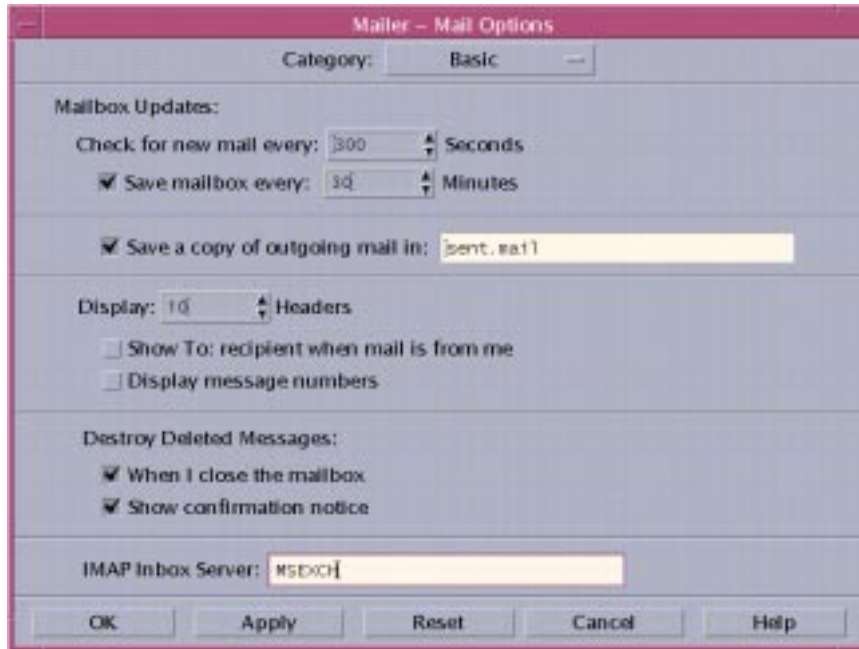 Mailer – Mail Options
Category: Basic
Mailbox Updates:
Check for new mail every: 300 Seconds
Save mailbox every: 30 Minutes
Save a copy of outgoing mail in: sent.mail
Display: 10 Headers
Show To: recipient when mail is from me
Display message numbers
Destroy Deleted Messages:
When I close the mailbox
Show confirmation notice
IMAP Inbox Server: MSEXCH
OK Apply Reset Cancel Help